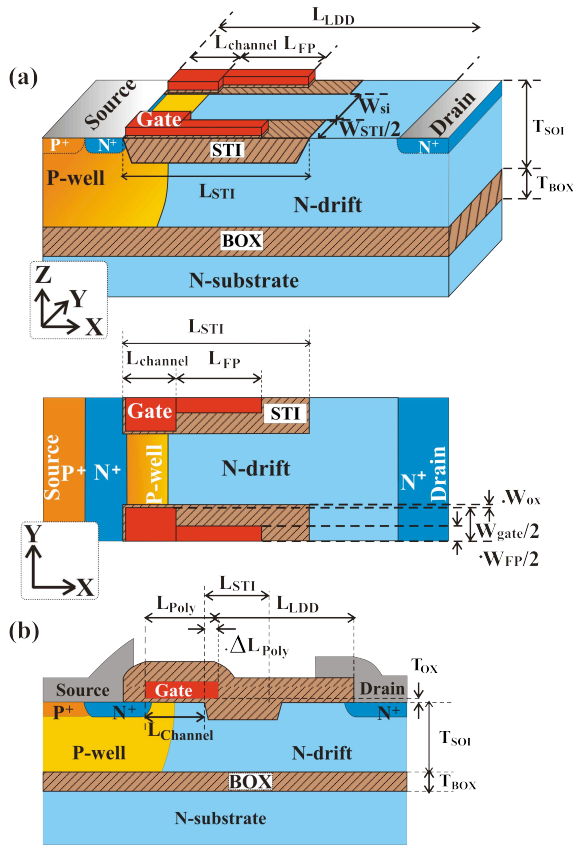 L_LDD
L_channel L_FP
(a)
Source
Gate
W_si
W_STI/2
Drain
T_SOI
P+ N+
STI
P-well
L_STI
N-drift
T_BOX
BOX
N-substrate
Z
Y
X
L_STI
L_channel L_FP
Gate
STI
Source
P+ N+
P-well
N-drift
N+
Drain
.W_ox
W_gate/2
.W_FP/2
Y
X
L_STI
L_Poly L_LDD
(b)
.ΔL_Poly
T_OX
Source Gate Drain
P+ N+ N+
L_Channel
T_SOI
P-well N-drift
BOX T_BOX
N-substrate